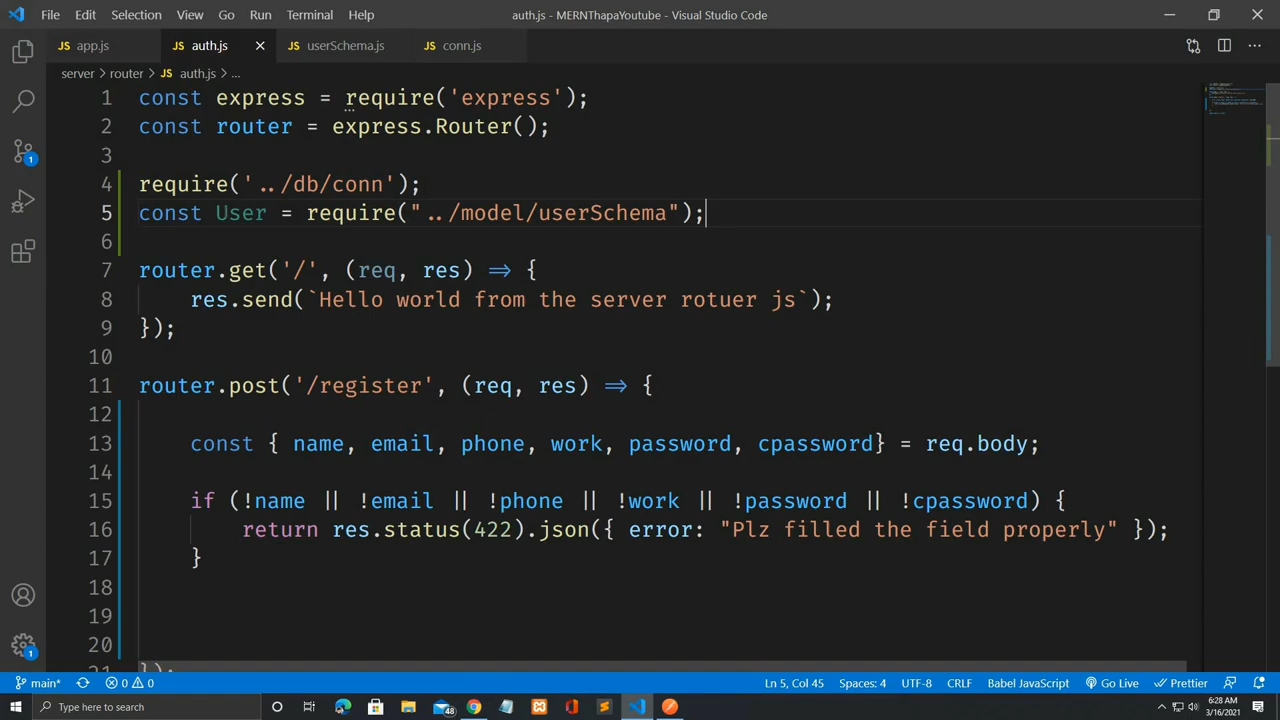 File Edit Selection View Go Run Terminal Help
auth.js - MERNThapaYoutube - Visual Studio Code
JS app.js
JS auth.js
JS userSchema.js
JS conn.js
server > router > JS auth.js > ...
1 const express = require('express');
2 const router = express.Router();
3
4 require('../db/conn');
5 const User = require("../model/userSchema");
6
7 router.get('/', (req, res) => {
8 res.send(`Hello world from the server rotuer js`);
9 });
10
11 router.post('/register', (req, res) => {
12
13 const { name, email, phone, work, password, cpassword} = req.body;
14
15 if (!name || !email || !phone || !work || !password || !cpassword) {
16 return res.status(422).json({ error: "Plz filled the field properly" });
17 }
18
19
20
21 });
1
1
main* 0 0
Ln 5, Col 45 Spaces: 4 UTF-8 CRLF Babel JavaScript Go Live Prettier
Type here to search
48
6:28 AM
3/16/2021